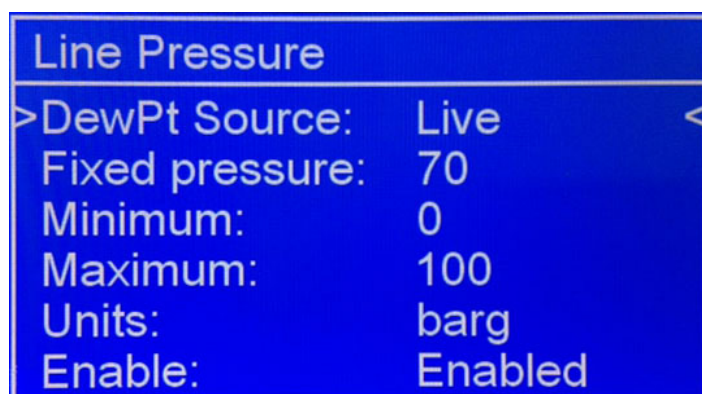 Line Pressure
>DewPt Source: Live <
Fixed pressure: 70
Minimum: 0
Maximum: 100
Units: barg
Enable: Enabled